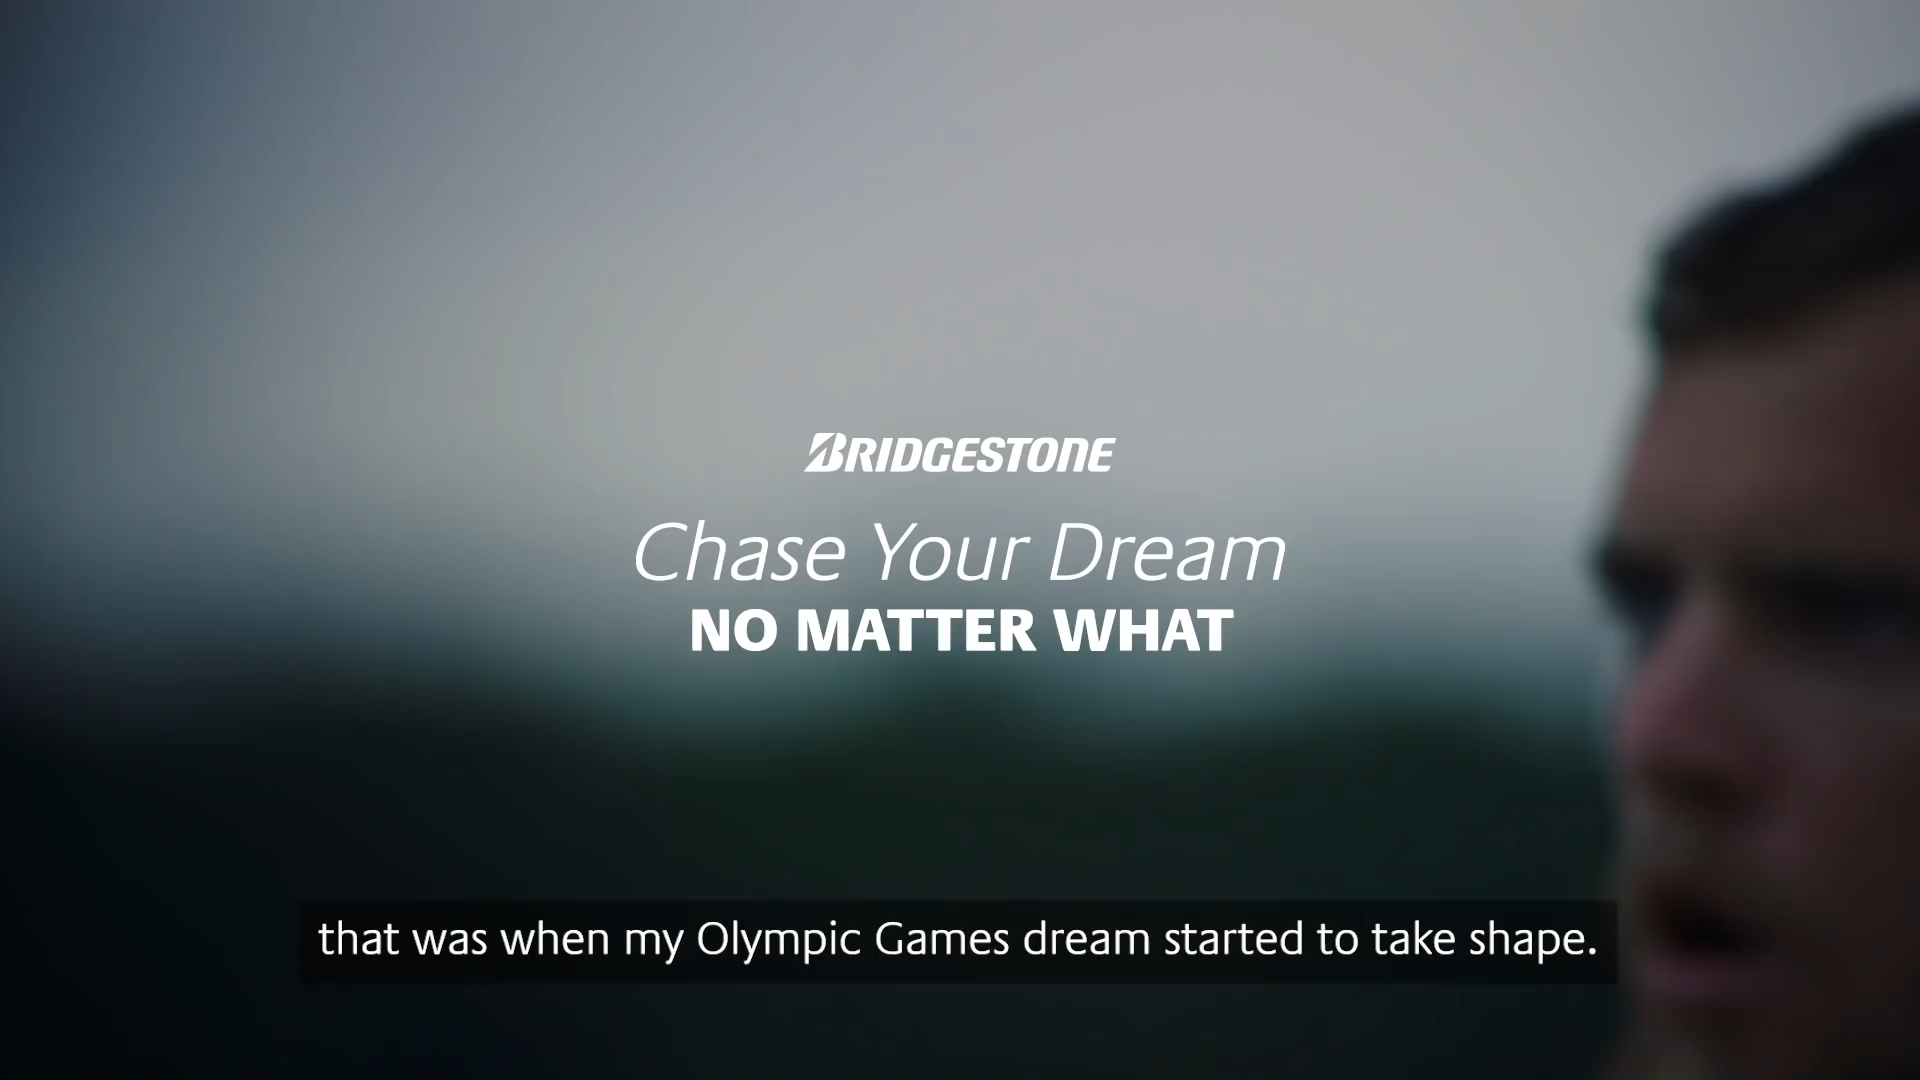 BRIDGESTONE
Chase Your Dream
NO MATTER WHAT
that was when my Olympic Games dream started to take shape.